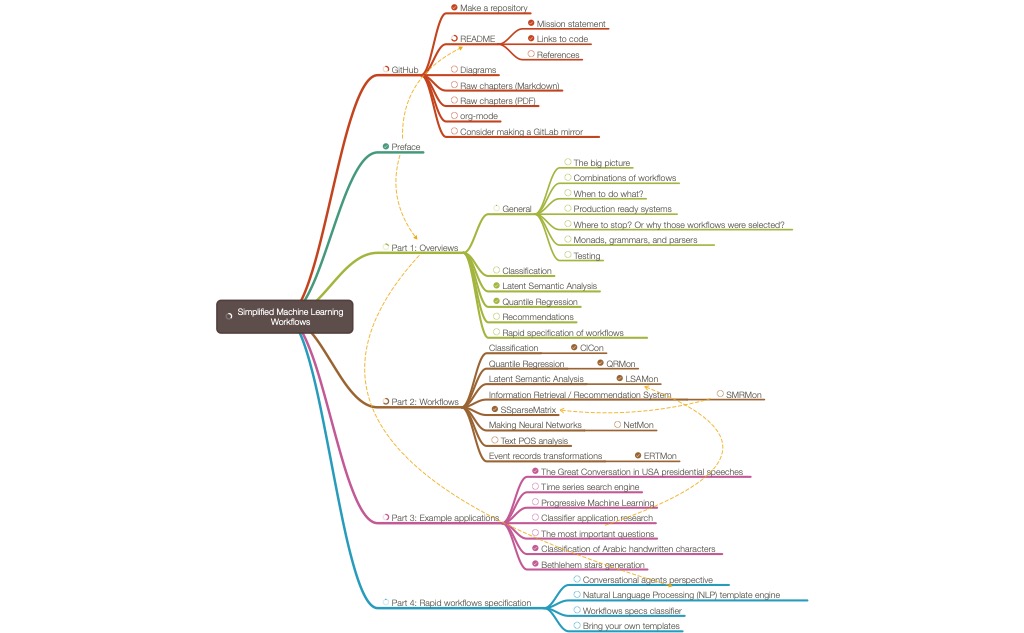 Make a repository
Mission statement
README
Links to code
References
GitHub
Diagrams
Raw chapters (Markdown)
Raw chapters (PDF)
org-mode
Consider making a GitLab mirror
Preface
The big picture
Combinations of workflows
When to do what?
General
Production ready systems
Where to stop? Or why those workflows were selected?
Monads, grammars, and parsers
Testing
Part 1: Overviews
Classification
Latent Semantic Analysis
Quantile Regression
Recommendations
Rapid specification of workflows
Simplified Machine Learning
Workflows
Classification ClCon
Quantile Regression QRMon
Latent Semantic Analysis LSAMon
Information Retrieval / Recommendation System SMRMon
Part 2: Workflows
SSparseMatrix
Making Neural Networks NetMon
Text POS analysis
Event records transformations ERTMon
The Great Conversation in USA presidential speeches
Time series search engine
Progressive Machine Learning
Part 3: Example applications
Classifier application research
The most important questions
Classification of Arabic handwritten characters
Bethlehem stars generation
Conversational agents perspective
Natural Language Processing (NLP) template engine
Part 4: Rapid workflows specification
Workflows specs classifier
Bring your own templates